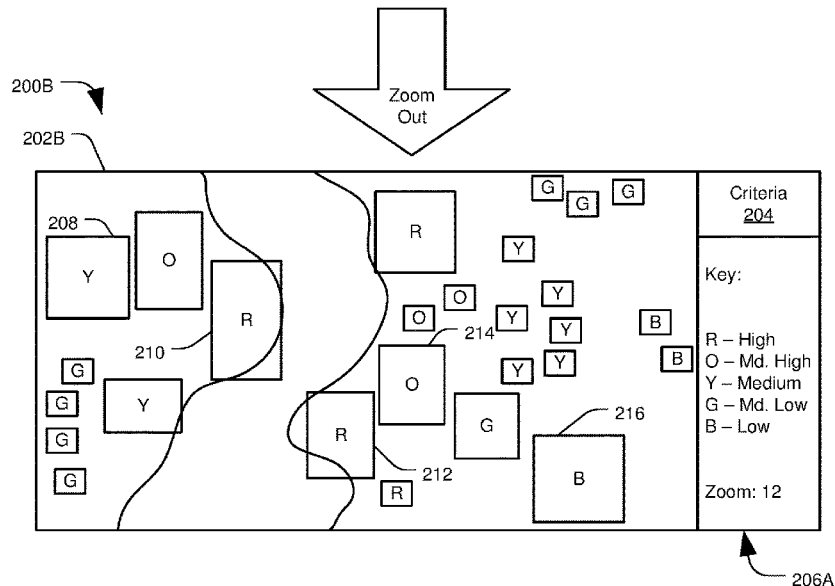 Zoom
Out
200B
202B
208
Y
O
R
210
G
G
G
G
Y
R
O
O
214
O
R
212
R
G
G
G
G
Y
Y
Y
Y
Y
Y
B
B
216
B
Criteria
204
Key:
R – High
O – Md. High
Y – Medium
G – Md. Low
B – Low
Zoom: 12
206A